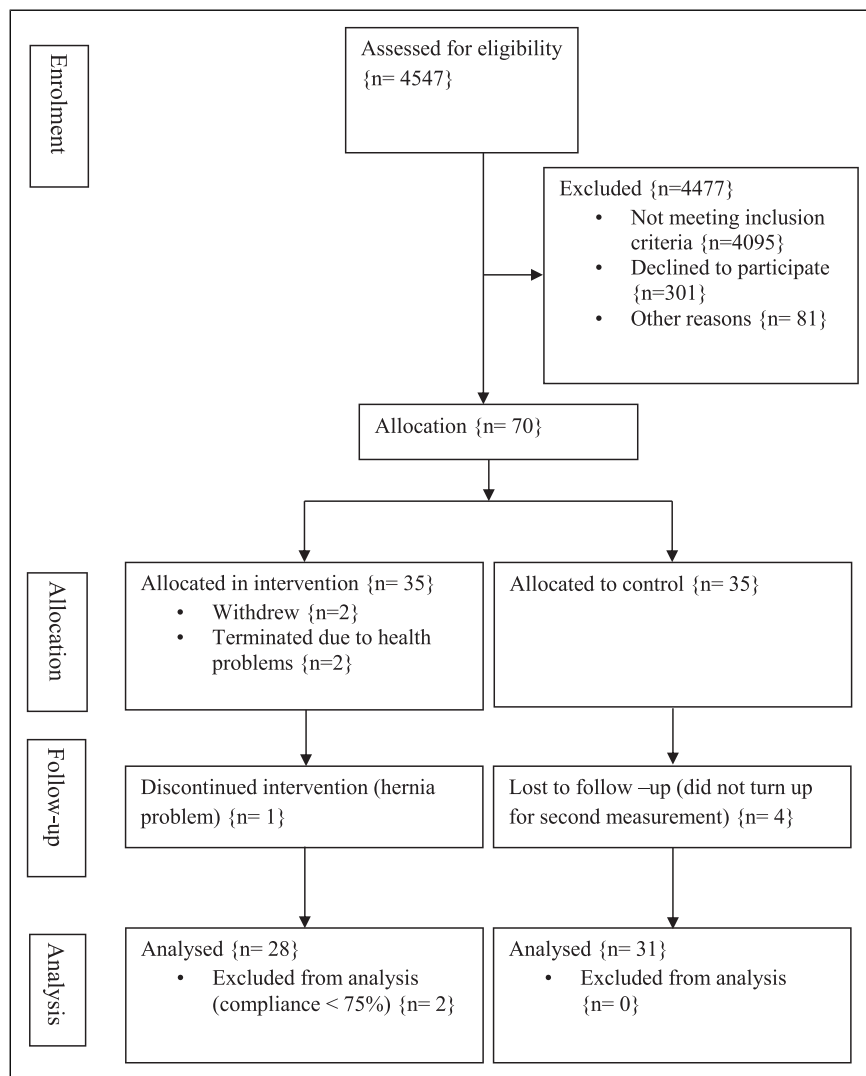 Enrolment
Assessed for eligibility
{n= 4547}
Excluded {n=4477}
• Not meeting inclusion
criteria {n=4095}
• Declined to participate
{n=301}
• Other reasons {n= 81}
Allocation {n= 70}
Allocation
Allocated in intervention {n= 35}
• Withdrew {n=2}
• Terminated due to health
problems {n=2}
Allocated to control {n= 35}
Follow-up
Discontinued intervention (hernia
problem) {n= 1}
Lost to follow –up (did not turn up
for second measurement) {n= 4}
Analysis
Analysed {n= 28}
• Excluded from analysis
(compliance < 75%) {n= 2}
Analysed {n= 31}
• Excluded from analysis
{n= 0}